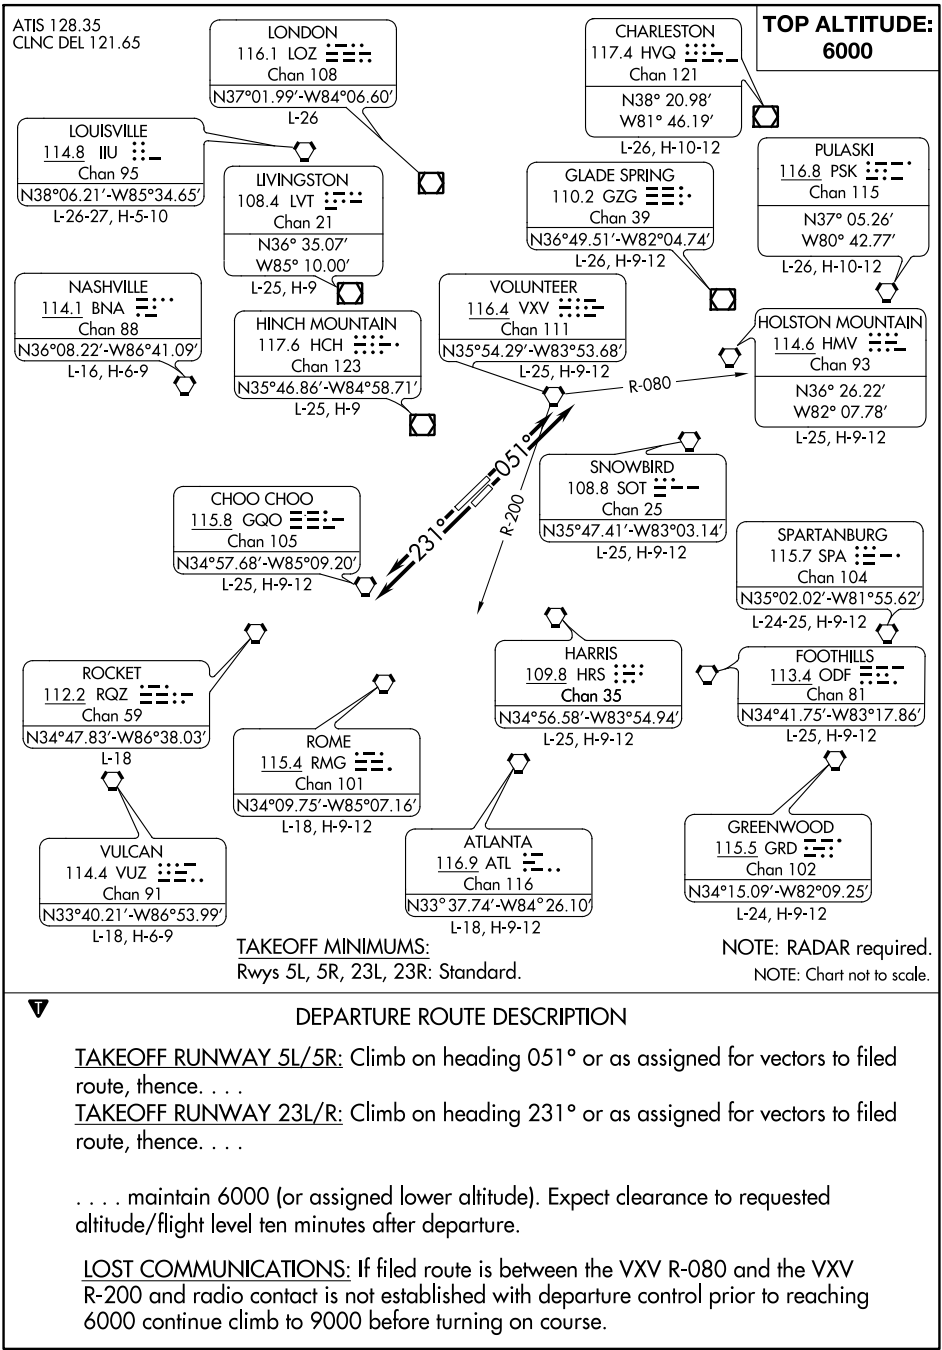 ATIS 128.35
CLNC DEL 121.65
TOP ALTITUDE:
6000
LONDON
116.1 LOZ
Chan 108
N37°01.99′-W84°06.60′
L-26
CHARLESTON
117.4 HVQ
Chan 121
N38° 20.98′
W81° 46.19′
L-26, H-10-12
LOUISVILLE
114.8 IIU
Chan 95
N38°06.21′-W85°34.65′
L-26-27, H-5-10
LIVINGSTON
108.4 LVT
Chan 21
N36° 35.07′
W85° 10.00′
L-25, H-9
GLADE SPRING
110.2 GZG
Chan 39
N36°49.51′-W82°04.74′
L-26, H-9-12
PULASKI
116.8 PSK
Chan 115
N37° 05.26′
W80° 42.77′
L-26, H-10-12
NASHVILLE
114.1 BNA
Chan 88
N36°08.22′-W86°41.09′
L-16, H-6-9
HINCH MOUNTAIN
117.6 HCH
Chan 123
N35°46.86′-W84°58.71′
L-25, H-9
VOLUNTEER
116.4 VXV
Chan 111
N35°54.29′-W83°53.68′
L-25, H-9-12
HOLSTON MOUNTAIN
114.6 HMV
Chan 93
N36° 26.22′
W82° 07.78′
L-25, H-9-12
R-080
R-200
051°
231°
SNOWBIRD
108.8 SOT
Chan 25
N35°47.41′-W83°03.14′
L-25, H-9-12
CHOO CHOO
115.8 GQO
Chan 105
N34°57.68′-W85°09.20′
L-25, H-9-12
SPARTANBURG
115.7 SPA
Chan 104
N35°02.02′-W81°55.62′
L-24-25, H-9-12
ROCKET
112.2 RQZ
Chan 59
N34°47.83′-W86°38.03′
L-18
HARRIS
109.8 HRS
Chan 35
N34°56.58′-W83°54.94′
L-25, H-9-12
FOOTHILLS
113.4 ODF
Chan 81
N34°41.75′-W83°17.86′
L-25, H-9-12
ROME
115.4 RMG
Chan 101
N34°09.75′-W85°07.16′
L-18, H-9-12
VULCAN
114.4 VUZ
Chan 91
N33°40.21′-W86°53.99′
L-18, H-6-9
ATLANTA
116.9 ATL
Chan 116
N33°37.74′-W84°26.10′
L-18, H-9-12
GREENWOOD
115.5 GRD
Chan 102
N34°15.09′-W82°09.25′
L-24, H-9-12
TAKEOFF MINIMUMS:
Rwys 5L, 5R, 23L, 23R: Standard.
NOTE: RADAR required.
NOTE: Chart not to scale.
T
DEPARTURE ROUTE DESCRIPTION
TAKEOFF RUNWAY 5L/5R: Climb on heading 051° or as assigned for vectors to filed
route, thence. . . .
TAKEOFF RUNWAY 23L/R: Climb on heading 231° or as assigned for vectors to filed
route, thence. . . .
. . . . maintain 6000 (or assigned lower altitude). Expect clearance to requested
altitude/flight level ten minutes after departure.
LOST COMMUNICATIONS: If filed route is between the VXV R-080 and the VXV
R-200 and radio contact is not established with departure control prior to reaching
6000 continue climb to 9000 before turning on course.